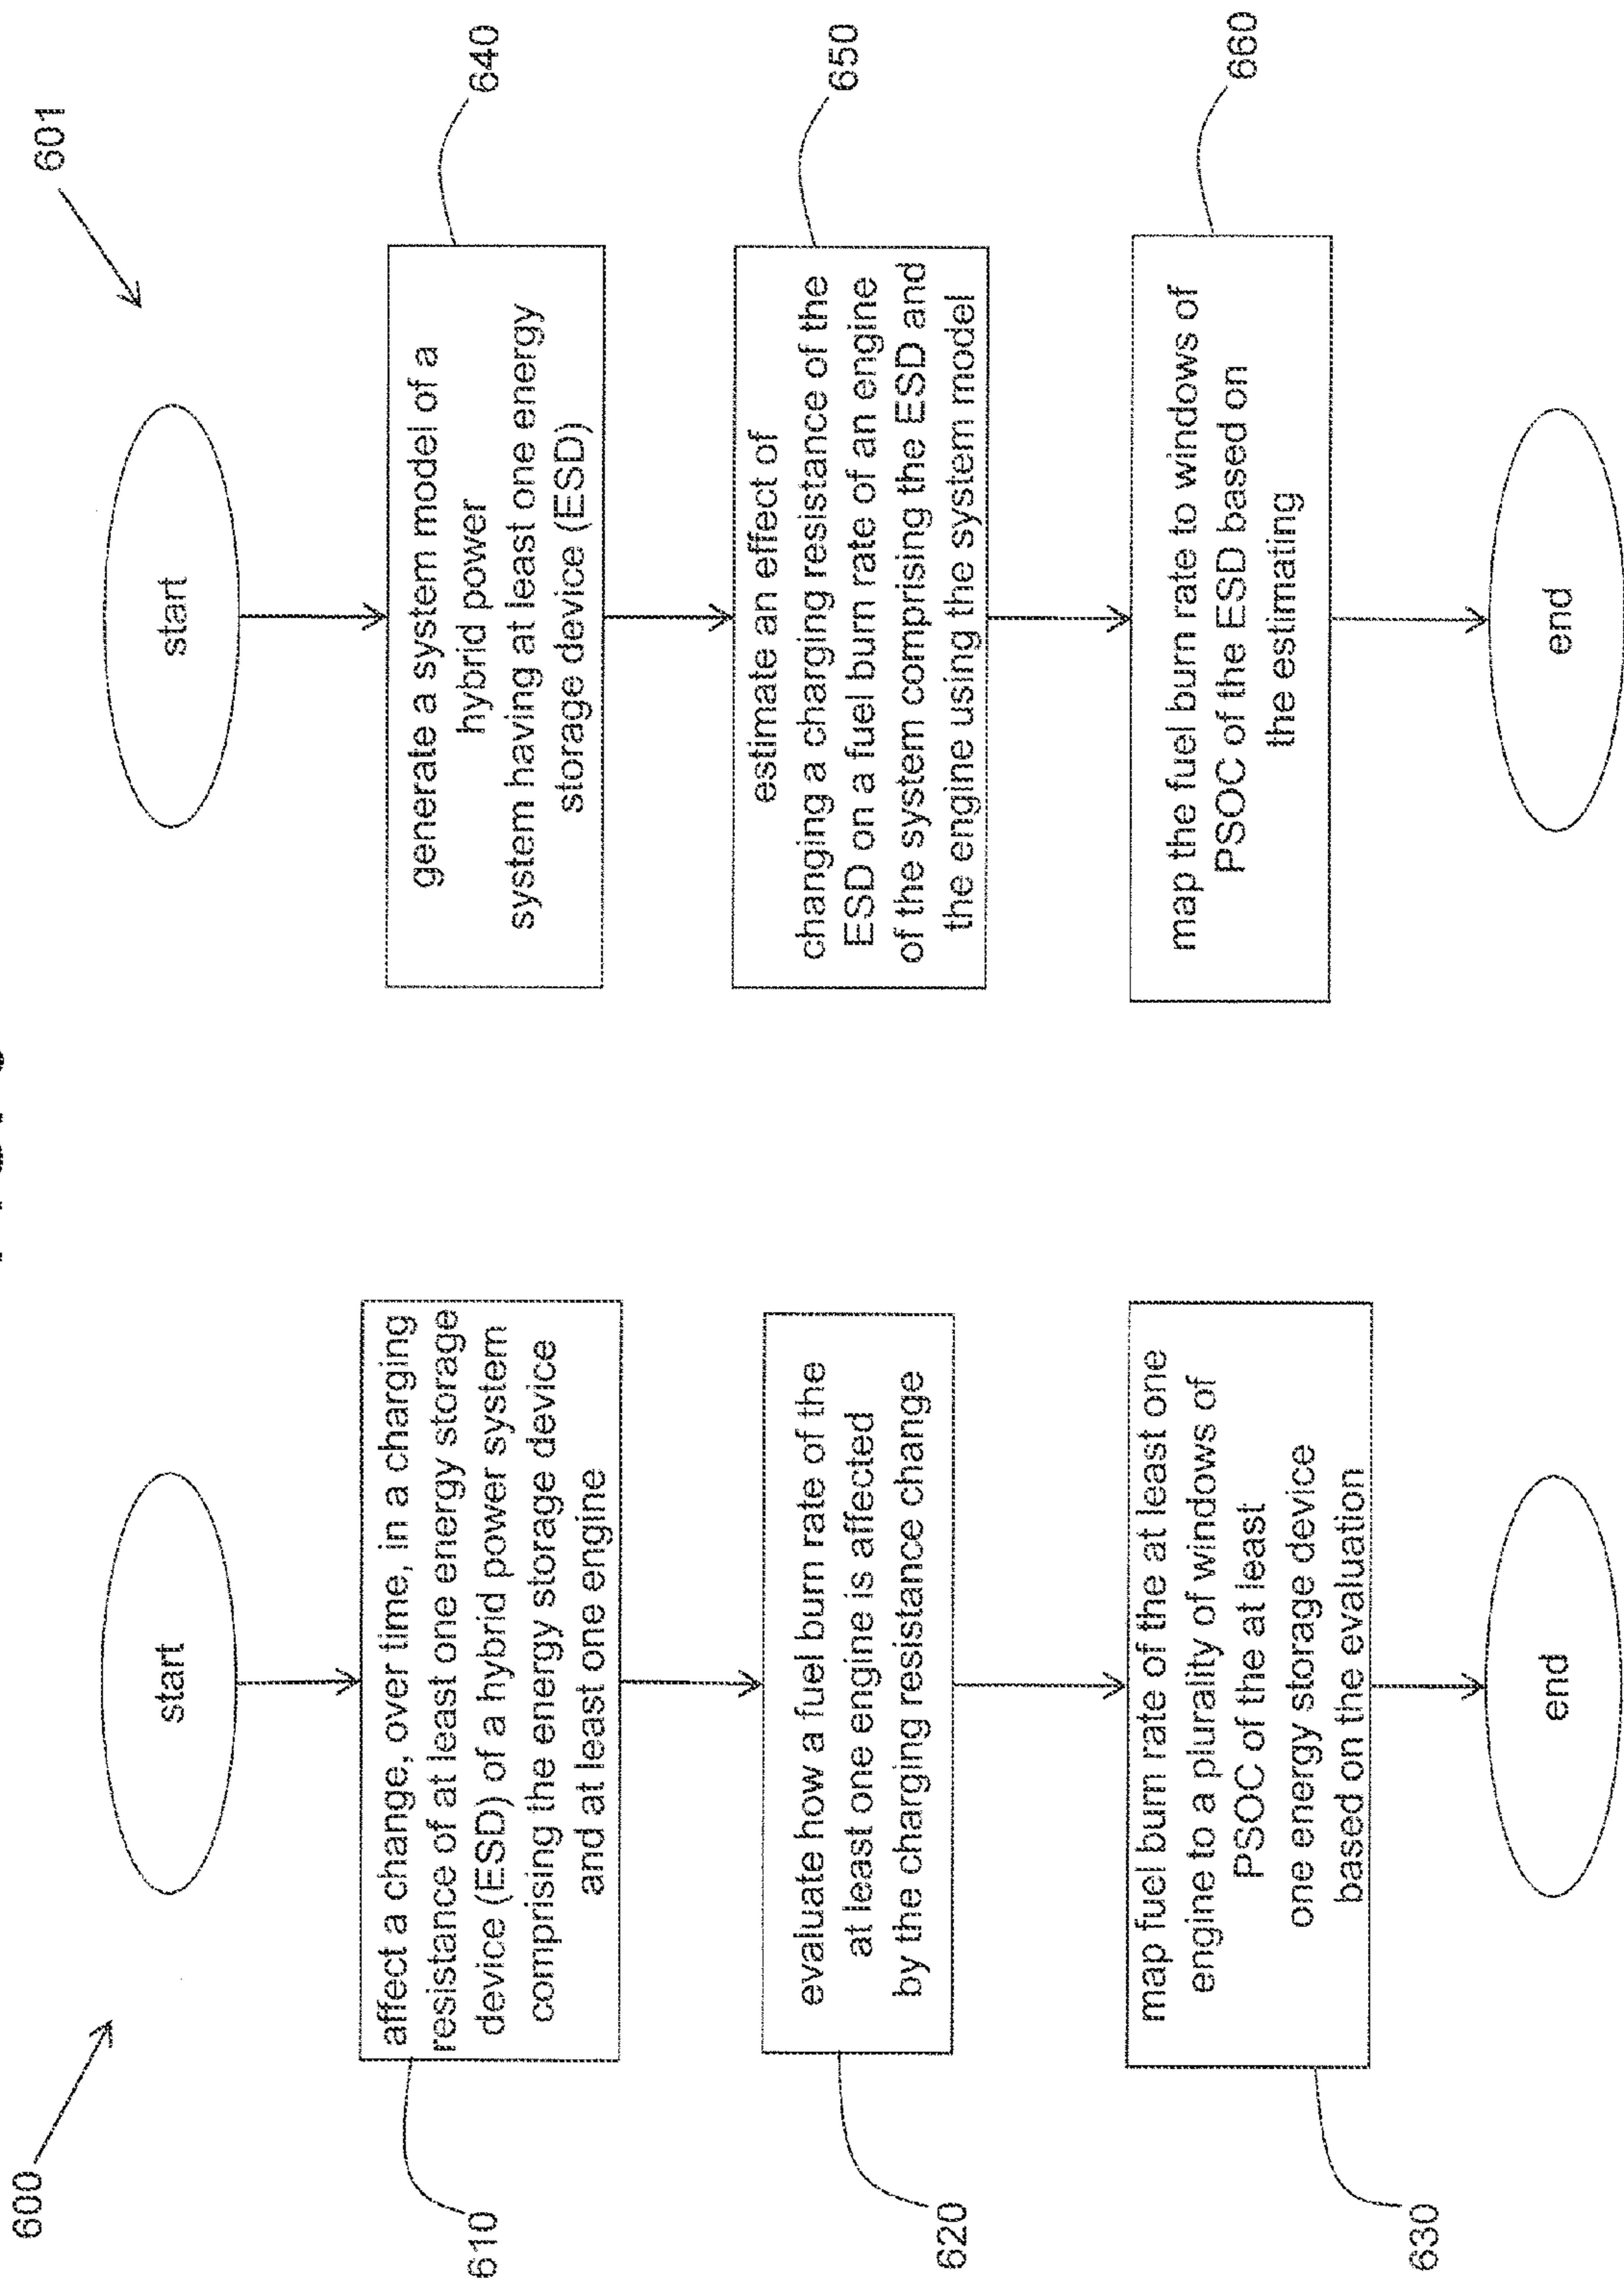 600
start
610
affect a change, over time, in a charging
resistance of at least one energy storage
device (ESD) of a hybrid power system
comprising the energy storage device
and at least one engine
620
evaluate how a fuel burn rate of the
at least one engine is affected
by the charging resistance change
630
map fuel burn rate of the at least one
engine to a plurality of windows of
PSOC of the at least
one energy storage device
based on the evaluation
end
601
start
640
generate a system model of a
hybrid power
system having at least one energy
storage device (ESD)
650
estimate an effect of
changing a charging resistance of the
ESD on a fuel burn rate of an engine
of the system comprising the ESD and
the engine using the system model
660
map the fuel burn rate to windows of
PSOC of the ESD based on
the estimating
end